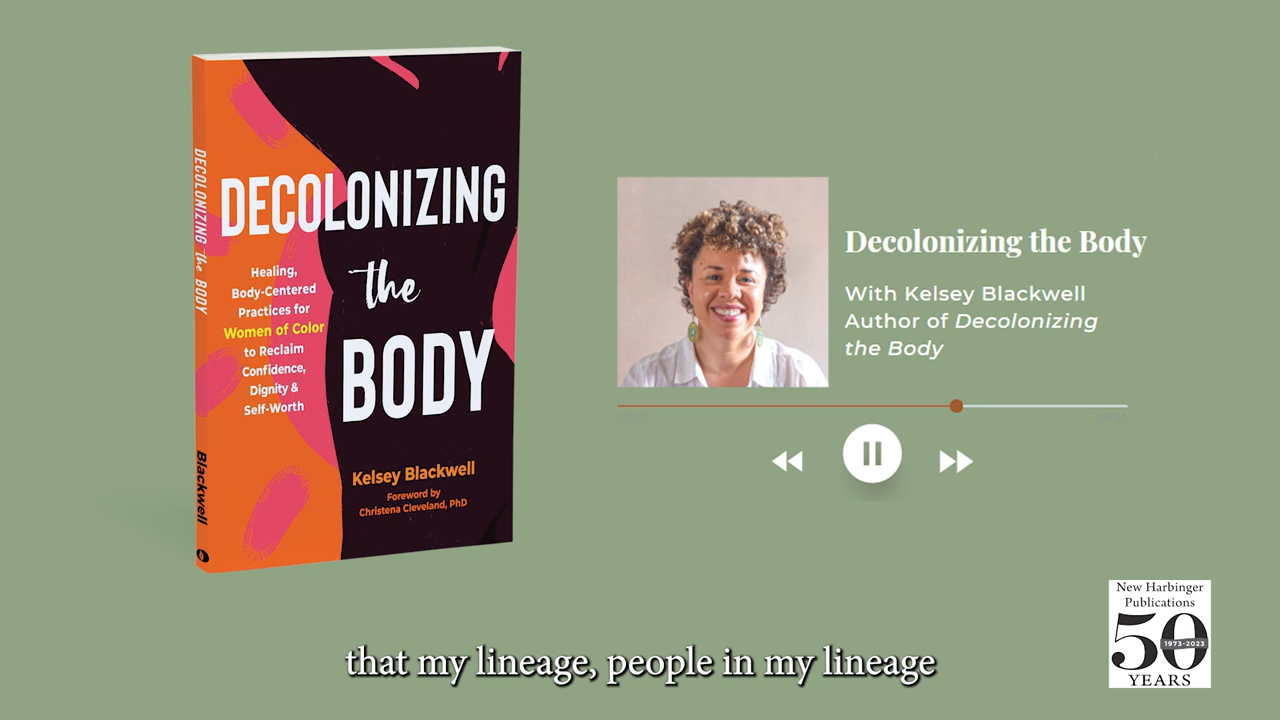 DECOLONIZING the BODY
Blackwell
DECOLONIZING
the
BODY
Healing,
Body-Centered
Practices for
Women of Color
to Reclaim
Confidence,
Dignity &
Self-Worth
Kelsey Blackwell
Foreword by
Christena Cleveland, PhD
Decolonizing the Body
With Kelsey Blackwell
Author of Decolonizing
the Body
that my lineage, people in my lineage
New Harbinger
Publications
50
1973-2023
YEARS